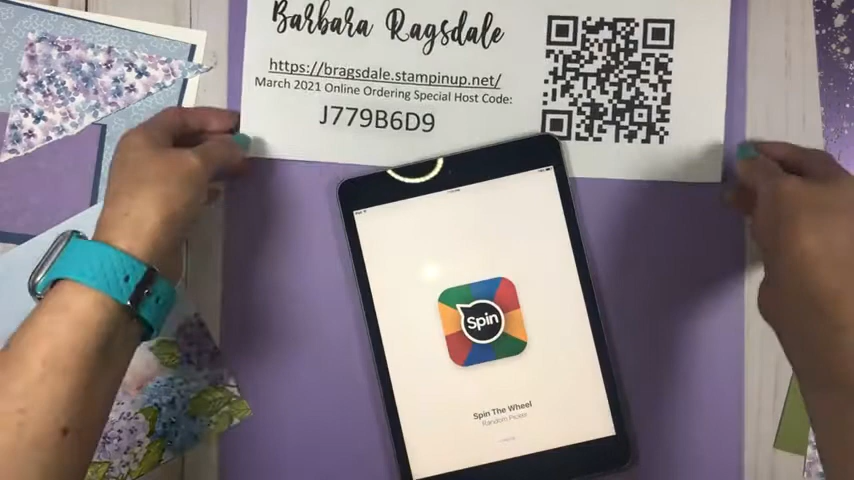 Barbara Ragsdale
https://bragsdale.stampinup.net/
March 2021 Online Ordering Special Host Code:
J779B6D9
Spin
Spin The Wheel
Random Picker